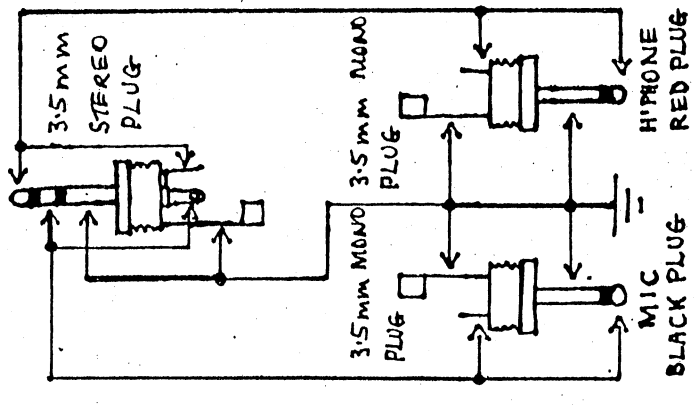 3.5mm
STEREO
PLUG
3.5mm MONO
PLUG
3.5mm MONO
PLUG
H'PHONE
RED PLUG
MIC
BLACK PLUG